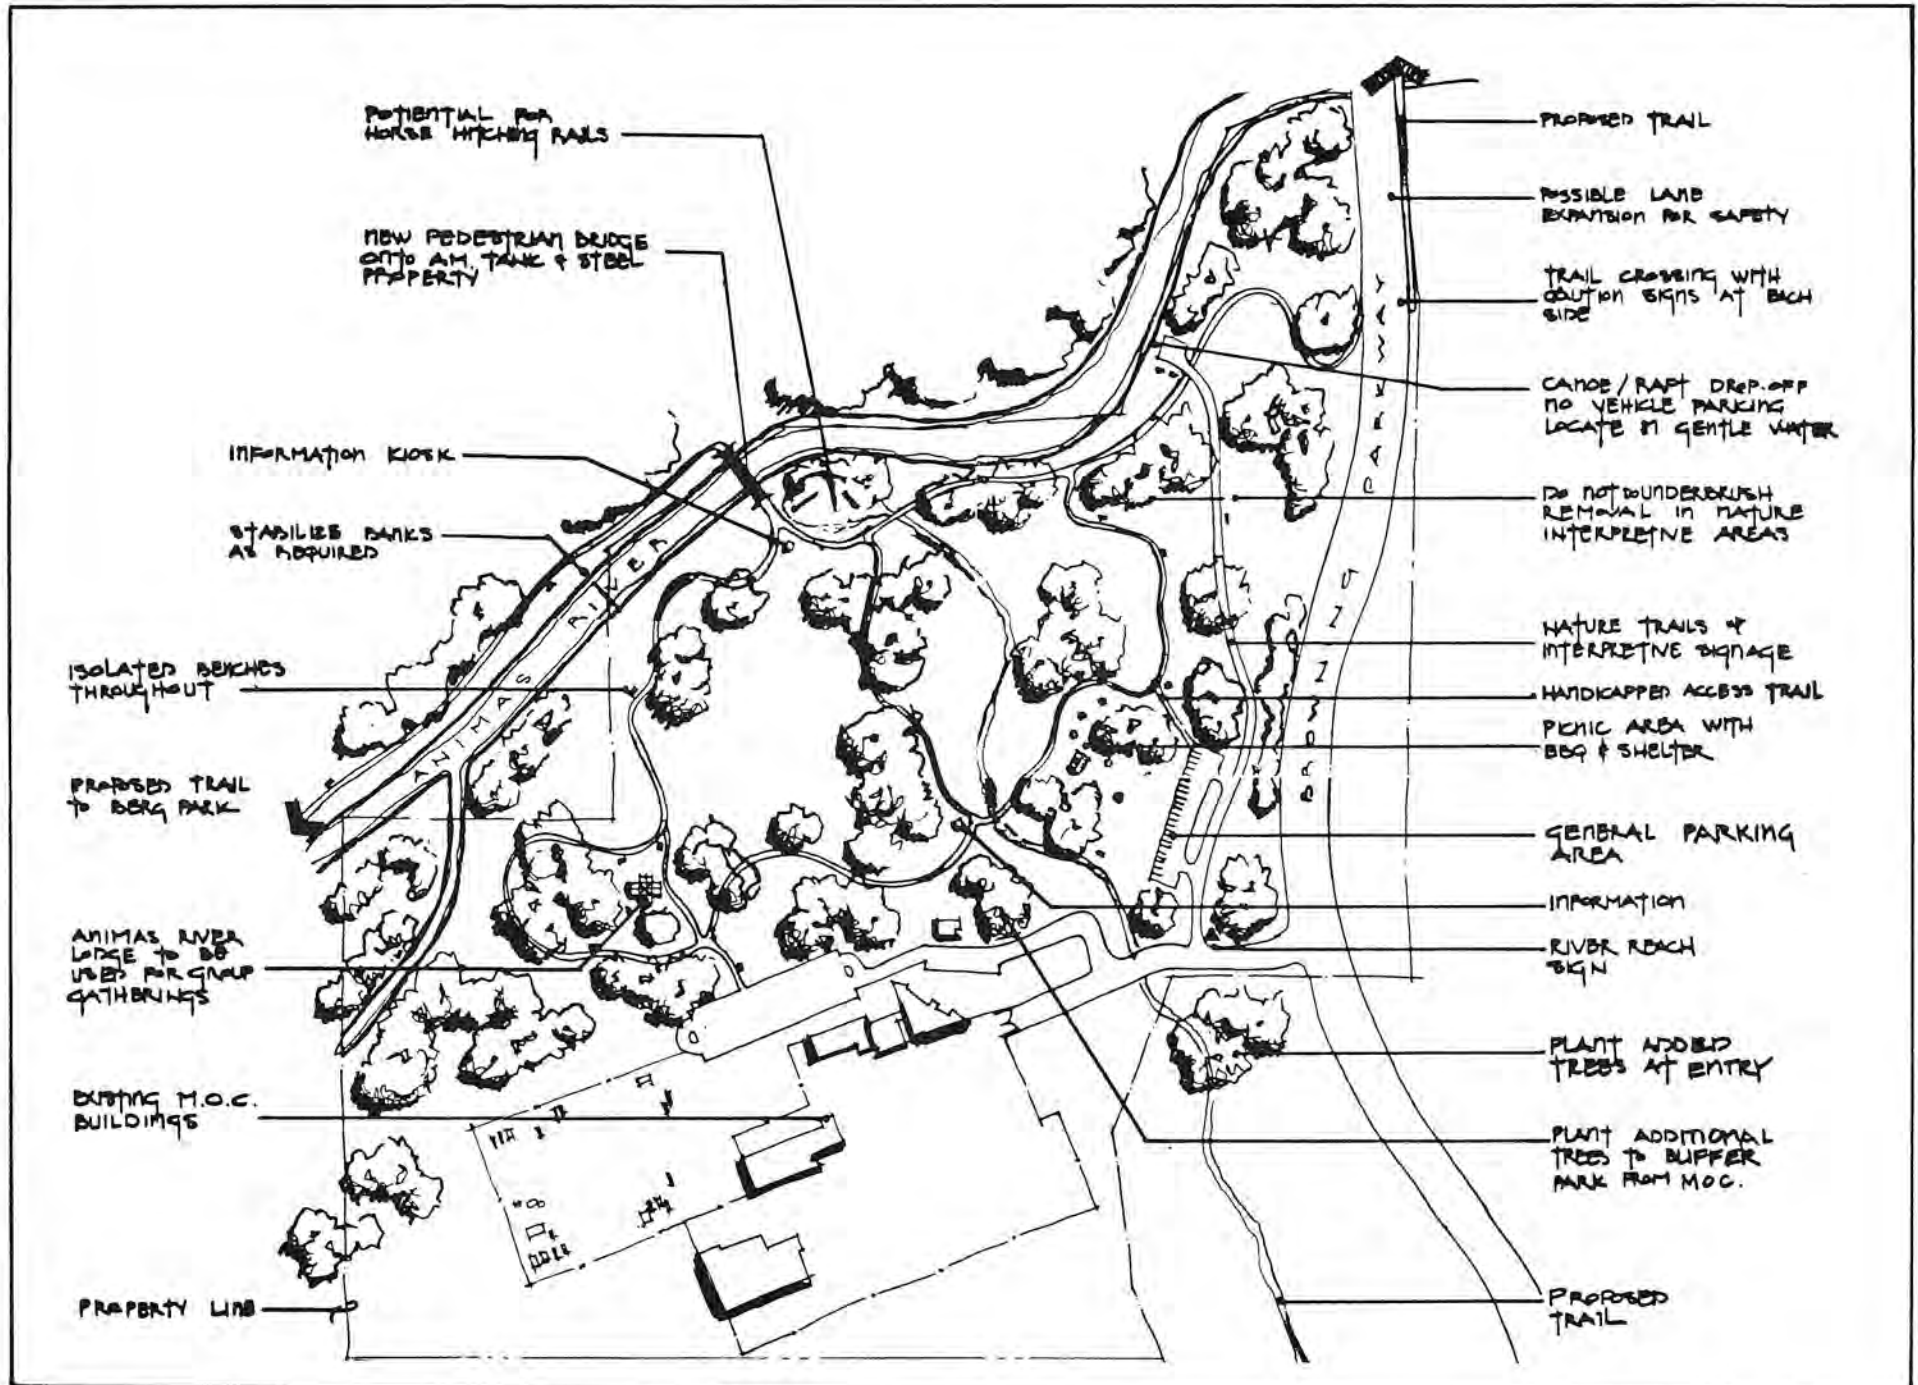 POTIENTIAL FOR
HORSE HITCHING RAILS
NEW PEDESTRIAN BRIDGE
ONTO A.M. TANK & STEEL
PROPERTY
INFORMATION KIOSK
STABILIZE BANKS
AS REQUIRED
ISOLATED BENCHES
THROUGHOUT
PROPOSED TRAIL
TO BERG PARK
ANIMAS RIVER
LODGE TO BE
USED FOR GROUP
GATHERINGS
EXISTING M.O.C.
BUILDINGS
PROPERTY LINE
ANIMAS RIVER
BROWNING PARKWAY
PROPOSED TRAIL
POSSIBLE LANE
EXPANSION FOR SAFETY
TRAIL CROSSING WITH
CAUTION SIGNS AT EACH
SIDE
CANOE/RAFT DROP-OFF
NO VEHICLE PARKING
LOCATE IN GENTLE WATER
DO NOT DO UNDERBRUSH
REMOVAL IN NATURE
INTERPRETIVE AREAS
NATURE TRAILS &
INTERPRETIVE SIGNAGE
HANDICAPPED ACCESS TRAIL
PICNIC AREA WITH
BBQ & SHELTER
GENERAL PARKING
AREA
INFORMATION
RIVER REACH
SIGN
PLANT ADDED
TREES AT ENTRY
PLANT ADDITIONAL
TREES TO BUFFER
PARK FROM MOC.
PROPOSED
TRAIL